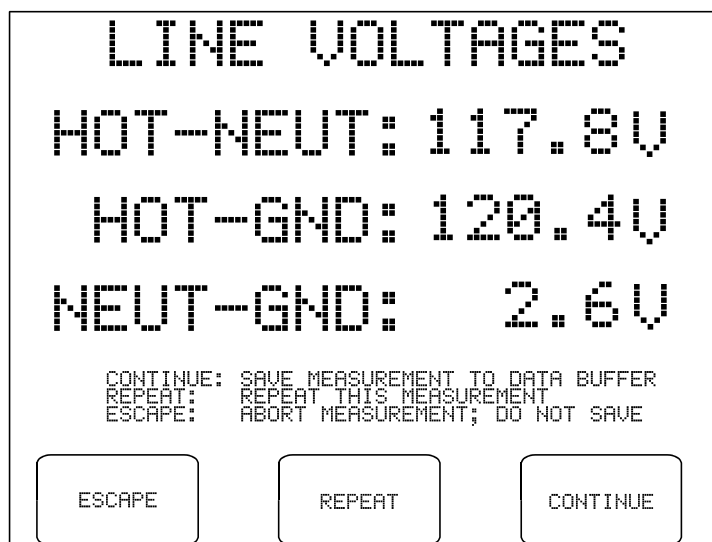 LINE VOLTAGES
HOT-NEUT: 117.8V
HOT-GND: 120.4V
NEUT-GND: 2.6V
CONTINUE: SAVE MEASUREMENT TO DATA BUFFER
REPEAT: REPEAT THIS MEASUREMENT
ESCAPE: ABORT MEASUREMENT; DO NOT SAVE
ESCAPE REPEAT CONTINUE